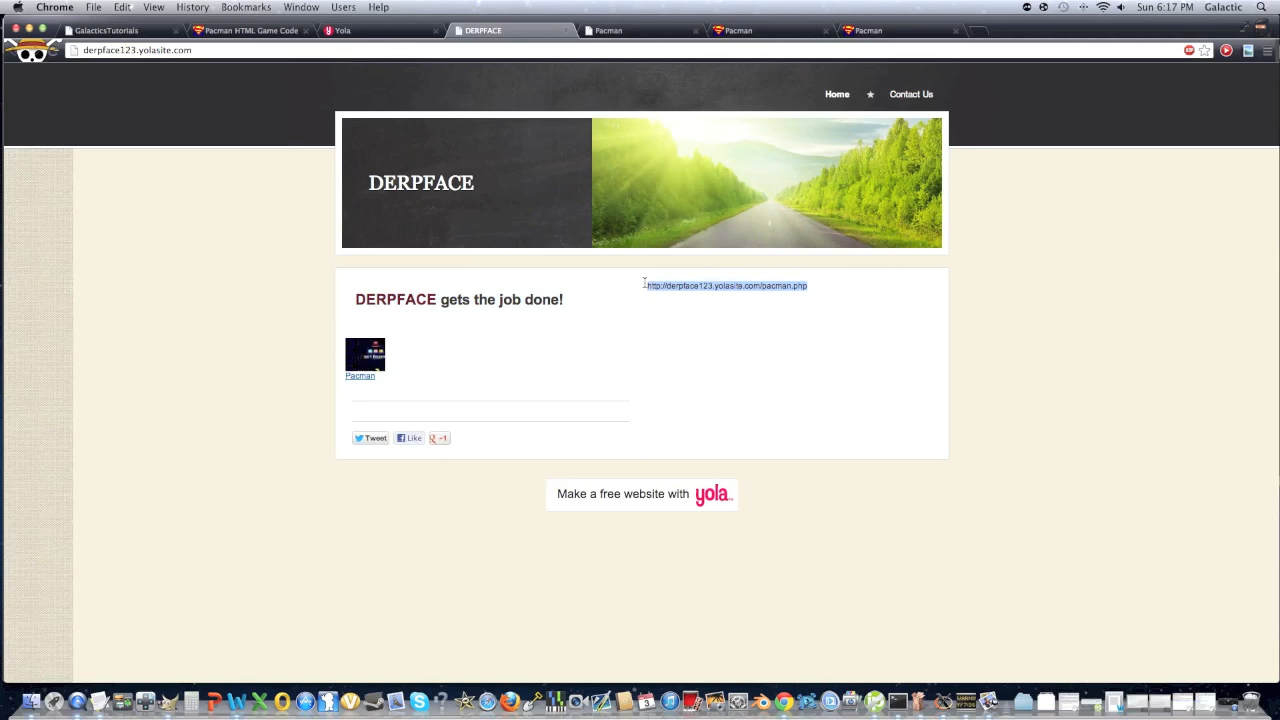 Chrome File Edit View History Bookmarks Window Users Help Sun 6:17 PM Galactic
GalacticsTutorials Pacman HTML Game Code Yola DERPFACE Pacman Pacman Pacman
derpface123.yolasite.com
Home ★ Contact Us
DERPFACE
http://derpface123.yolasite.com/pacman.php
DERPFACE gets the job done!
Pacman
Tweet Like +1
Make a free website with yola